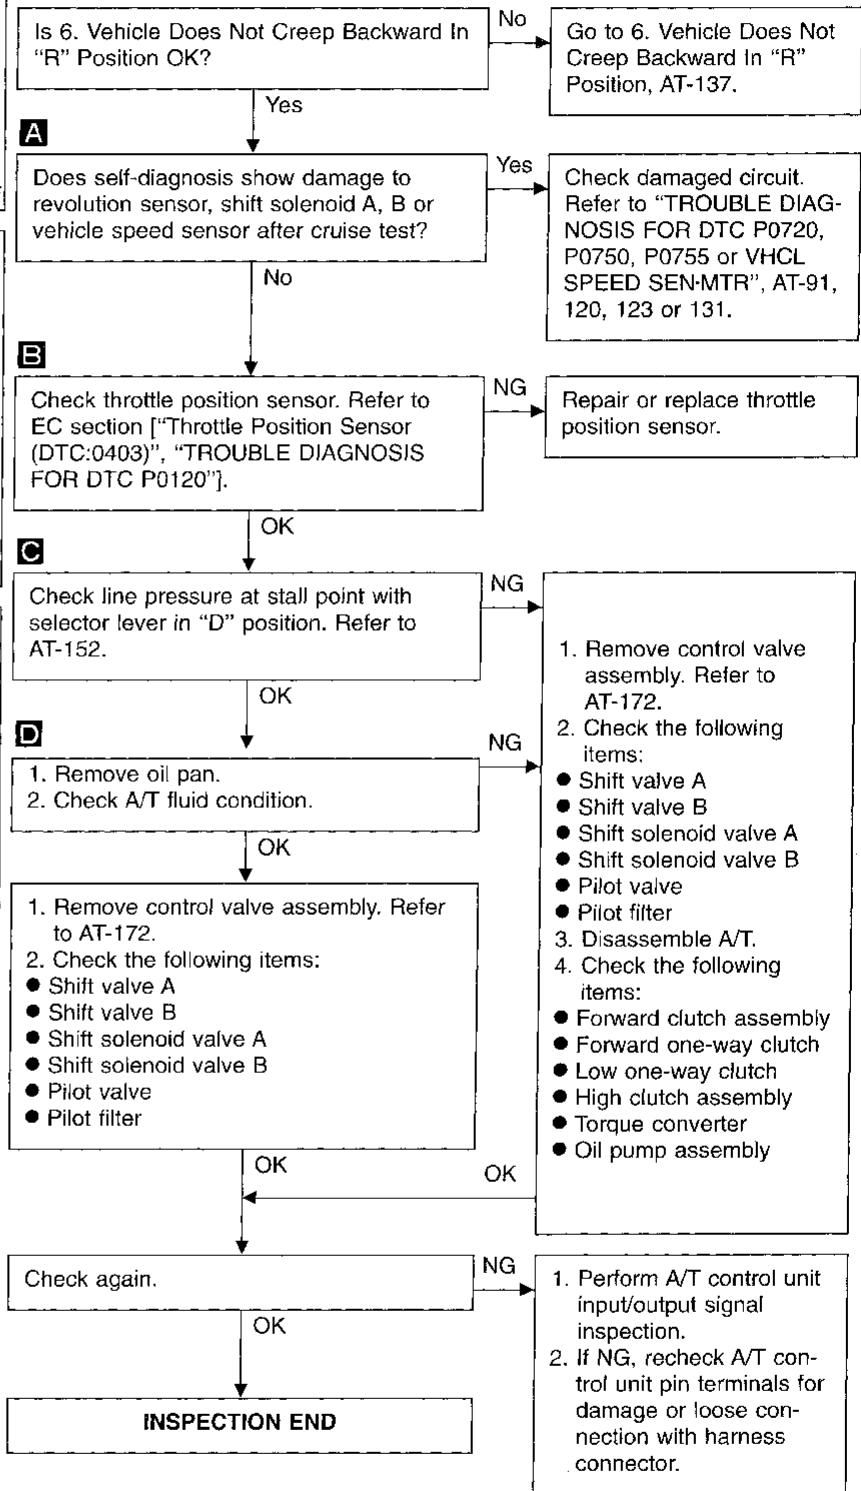 Is 6. Vehicle Does Not Creep Backward In
"R" Position OK?
No
Go to 6. Vehicle Does Not
Creep Backward In "R"
Position, AT-137.
Yes
A
Does self-diagnosis show damage to
revolution sensor, shift solenoid A, B or
vehicle speed sensor after cruise test?
Yes
Check damaged circuit.
Refer to "TROUBLE DIAG-
NOSIS FOR DTC P0720,
P0750, P0755 or VHCL
SPEED SEN·MTR", AT-91,
120, 123 or 131.
No
B
Check throttle position sensor. Refer to
EC section ["Throttle Position Sensor
(DTC:0403)", "TROUBLE DIAGNOSIS
FOR DTC P0120"].
NG
Repair or replace throttle
position sensor.
OK
C
Check line pressure at stall point with
selector lever in "D" position. Refer to
AT-152.
NG
OK
D
1. Remove oil pan.
2. Check A/T fluid condition.
NG
1. Remove control valve
assembly. Refer to
AT-172.
2. Check the following
items:
● Shift valve A
● Shift valve B
● Shift solenoid valve A
● Shift solenoid valve B
● Pilot valve
● Pilot filter
3. Disassemble A/T.
4. Check the following
items:
● Forward clutch assembly
● Forward one-way clutch
● Low one-way clutch
● High clutch assembly
● Torque converter
● Oil pump assembly
OK
1. Remove control valve assembly. Refer
to AT-172.
2. Check the following items:
● Shift valve A
● Shift valve B
● Shift solenoid valve A
● Shift solenoid valve B
● Pilot valve
● Pilot filter
OK
OK
Check again.
NG
1. Perform A/T control unit
input/output signal
inspection.
2. If NG, recheck A/T con-
trol unit pin terminals for
damage or loose con-
nection with harness
connector.
OK
INSPECTION END